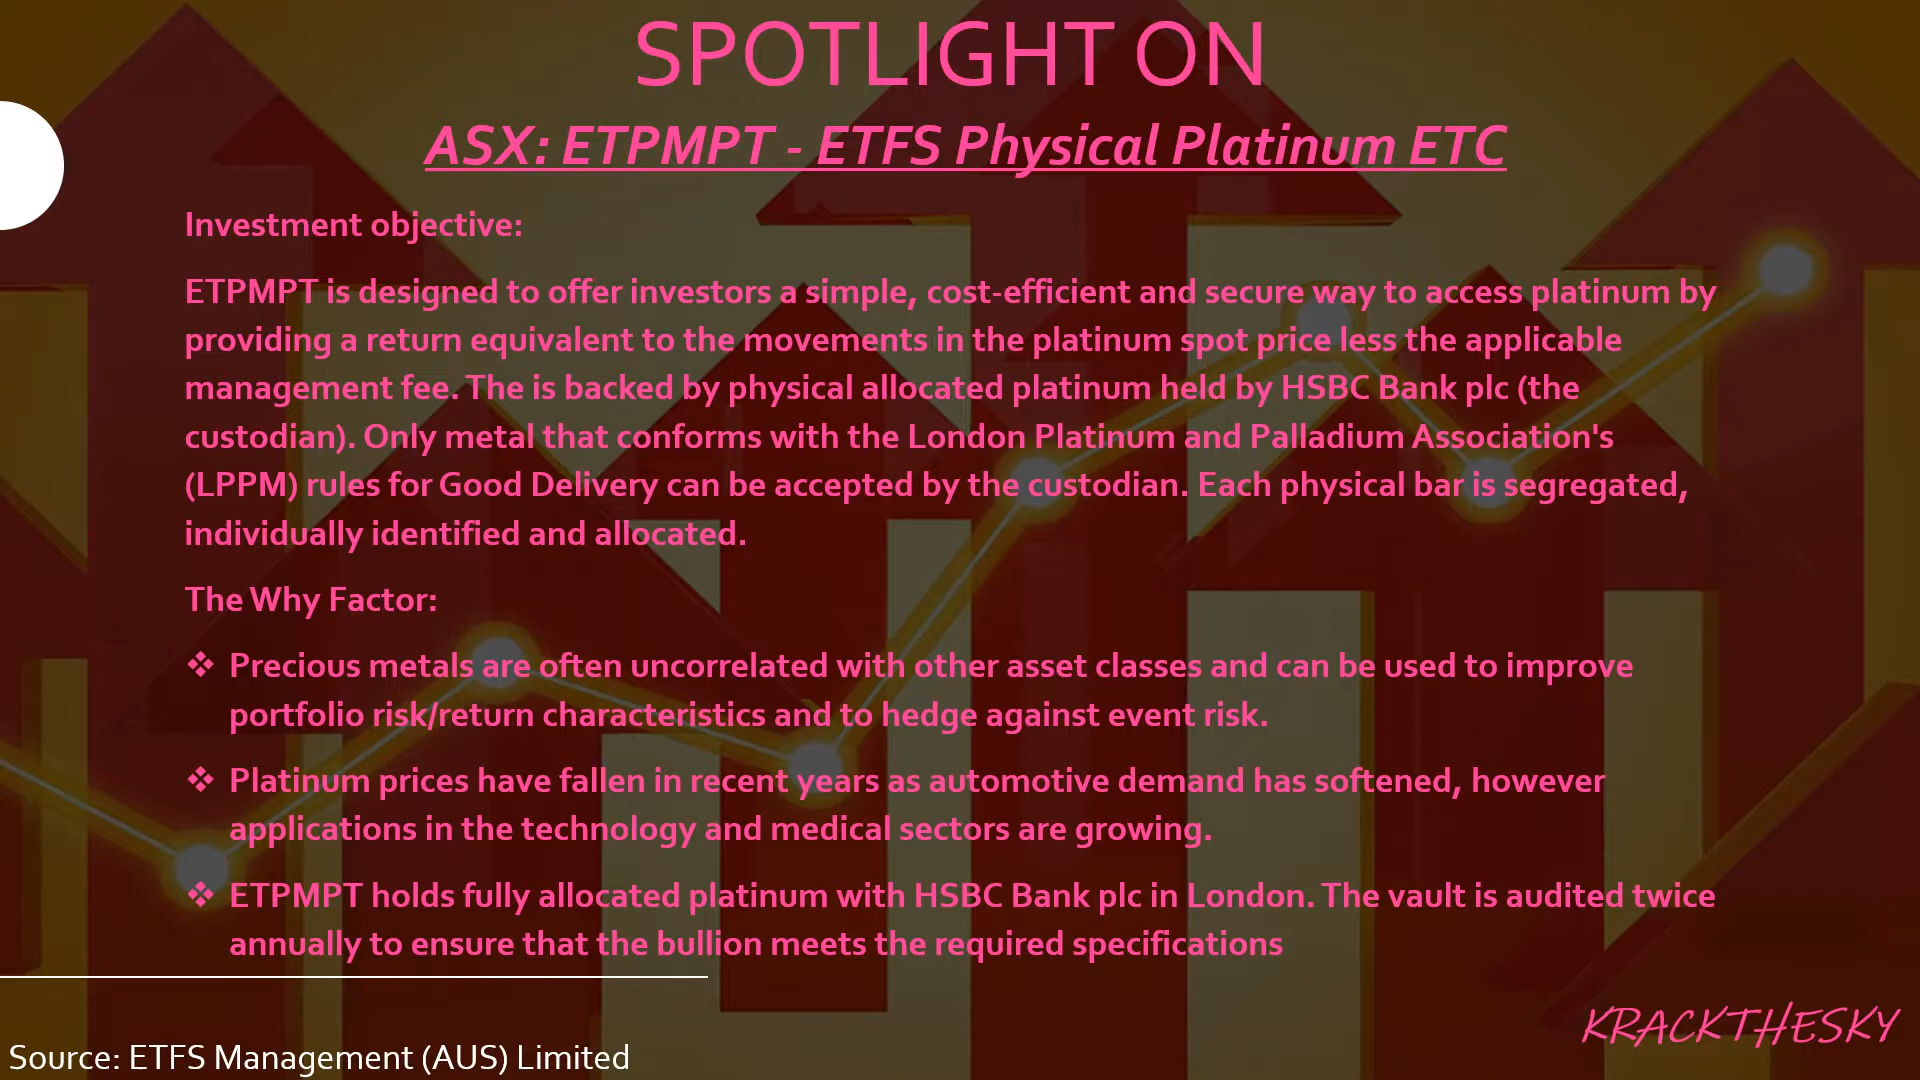 SPOTLIGHT ON
ASX: ETPMPT - ETFS Physical Platinum ETC
Investment objective:
ETPMPT is designed to offer investors a simple, cost-efficient and secure way to access platinum by
providing a return equivalent to the movements in the platinum spot price less the applicable
management fee. The is backed by physical allocated platinum held by HSBC Bank plc (the
custodian). Only metal that conforms with the London Platinum and Palladium Association's
(LPPM) rules for Good Delivery can be accepted by the custodian. Each physical bar is segregated,
individually identified and allocated.
The Why Factor:
❖ Precious metals are often uncorrelated with other asset classes and can be used to improve
portfolio risk/return characteristics and to hedge against event risk.
❖ Platinum prices have fallen in recent years as automotive demand has softened, however
applications in the technology and medical sectors are growing.
❖ ETPMPT holds fully allocated platinum with HSBC Bank plc in London. The vault is audited twice
annually to ensure that the bullion meets the required specifications
KRACKTHESKY
Source: ETFS Management (AUS) Limited